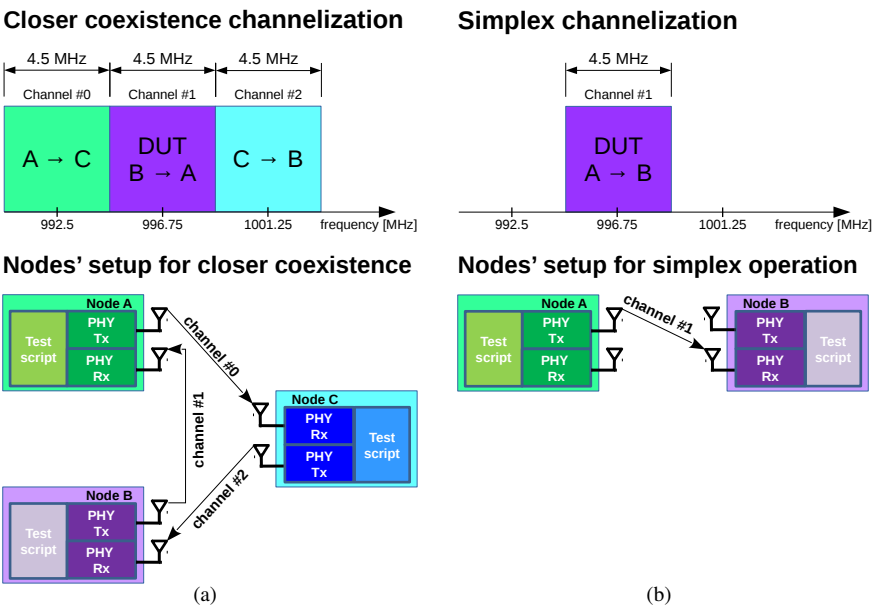 Closer coexistence channelization
4.5 MHz 4.5 MHz 4.5 MHz
Channel #0 Channel #1 Channel #2
A → C
DUT
B → A
C → B
992.5 996.75 1001.25 frequency [MHz]
Simplex channelization
4.5 MHz
Channel #1
DUT
A → B
992.5 996.75 1001.25 frequency [MHz]
Nodes' setup for closer coexistence
Node A
Test
script
PHY
Tx
PHY
Rx
channel #0
channel #1
channel #2
Node C
PHY
Rx
PHY
Tx
Test
script
Node B
Test
script
PHY
Tx
PHY
Rx
(a)
Nodes' setup for simplex operation
Node A
Test
script
PHY
Tx
PHY
Rx
channel #1
Node B
PHY
Tx
PHY
Rx
Test
script
(b)